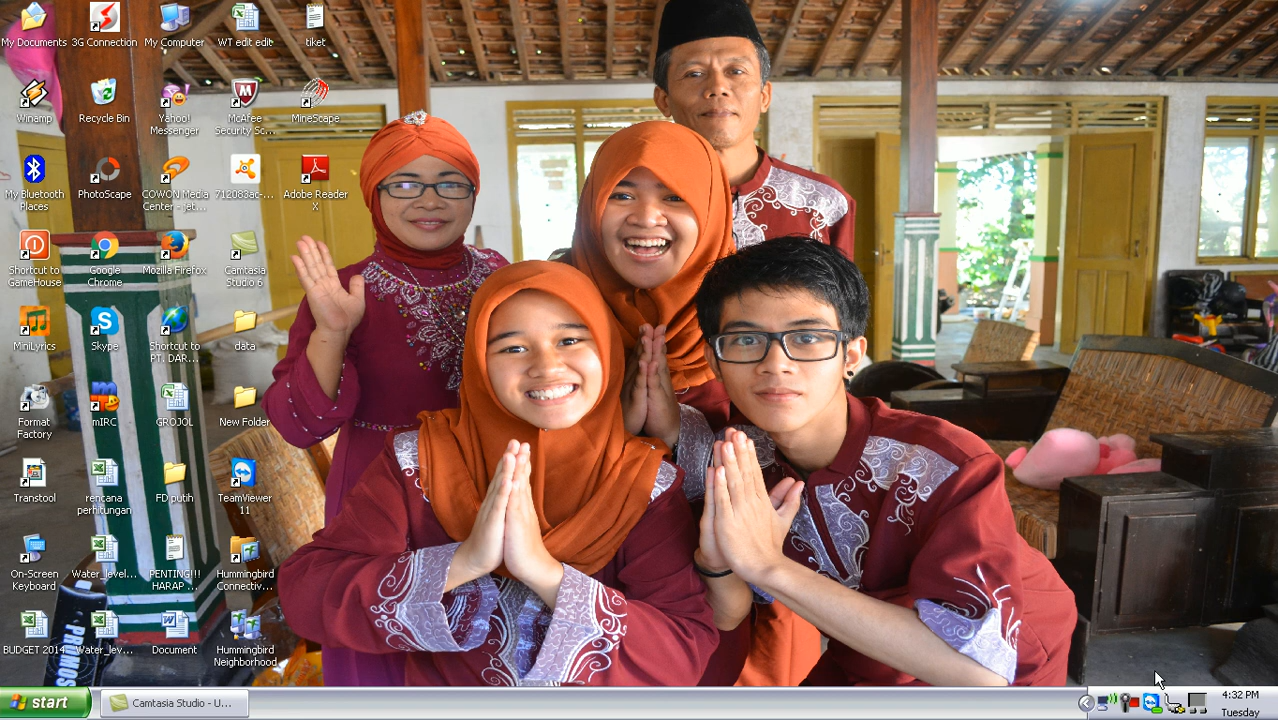 My Documents
3G Connection
My Computer
WT edit edit
tiket
Winamp
Recycle Bin
Yahoo!
Messenger
McAfee
Security Sc...
MineScape
My Bluetooth
Places
PhotoScape
COWON Media
Center - jet...
712083ac-...
Adobe Reader
X
Shortcut to
GameHouse
Google
Chrome
Mozilla Firefox
Camtasia
Studio 6
MiniLyrics
Skype
Shortcut to
PT. DAR...
data
Format
Factory
mIRC
GROJOL
New Folder
Transtool
rencana
perhitungan
FD putih
TeamViewer
11
On-Screen
Keyboard
Water_level...
PENTING!!!
HARAP ...
Hummingbird
Connectiv...
BUDGET 2014
Water_lev...
Document
Hummingbird
Neighborhood
start
Camtasia Studio - U...
4:32 PM
Tuesday